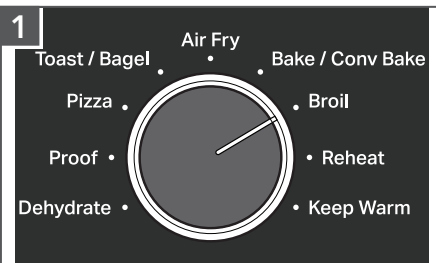 1
Air Fry
Toast / Bagel
Bake / Conv Bake
Pizza
Broil
Proof
Reheat
Dehydrate
Keep Warm